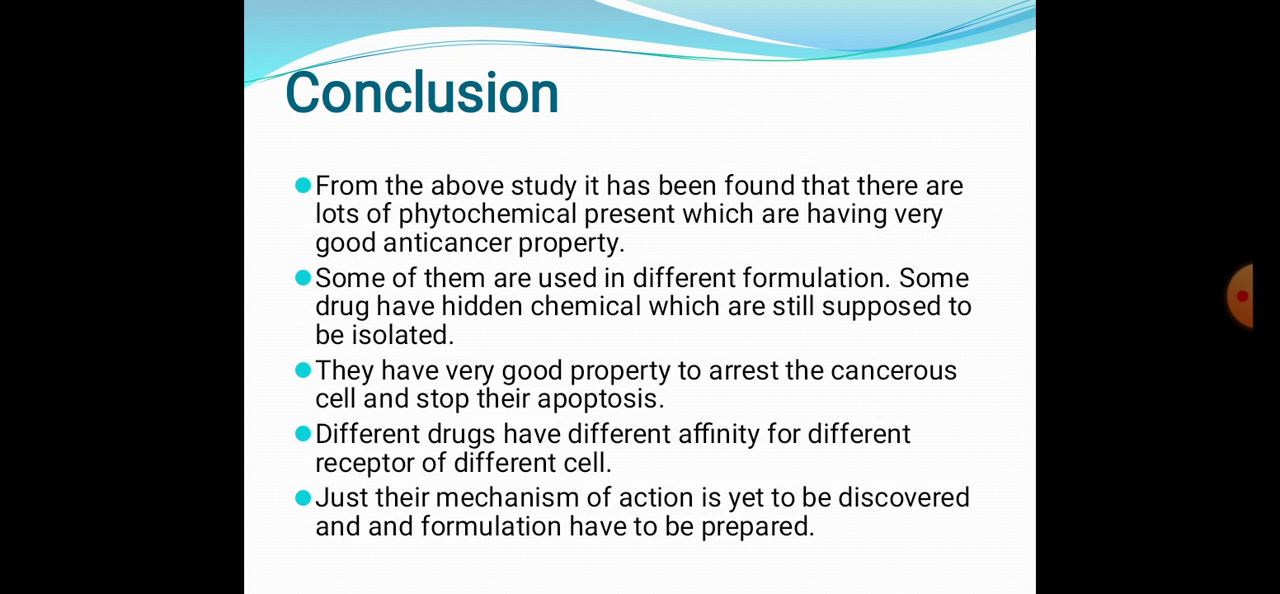 Conclusion
From the above study it has been found that there are
lots of phytochemical present which are having very
good anticancer property.
Some of them are used in different formulation. Some
drug have hidden chemical which are still supposed to
be isolated.
They have very good property to arrest the cancerous
cell and stop their apoptosis.
Different drugs have different affinity for different
receptor of different cell.
Just their mechanism of action is yet to be discovered
and and formulation have to be prepared.